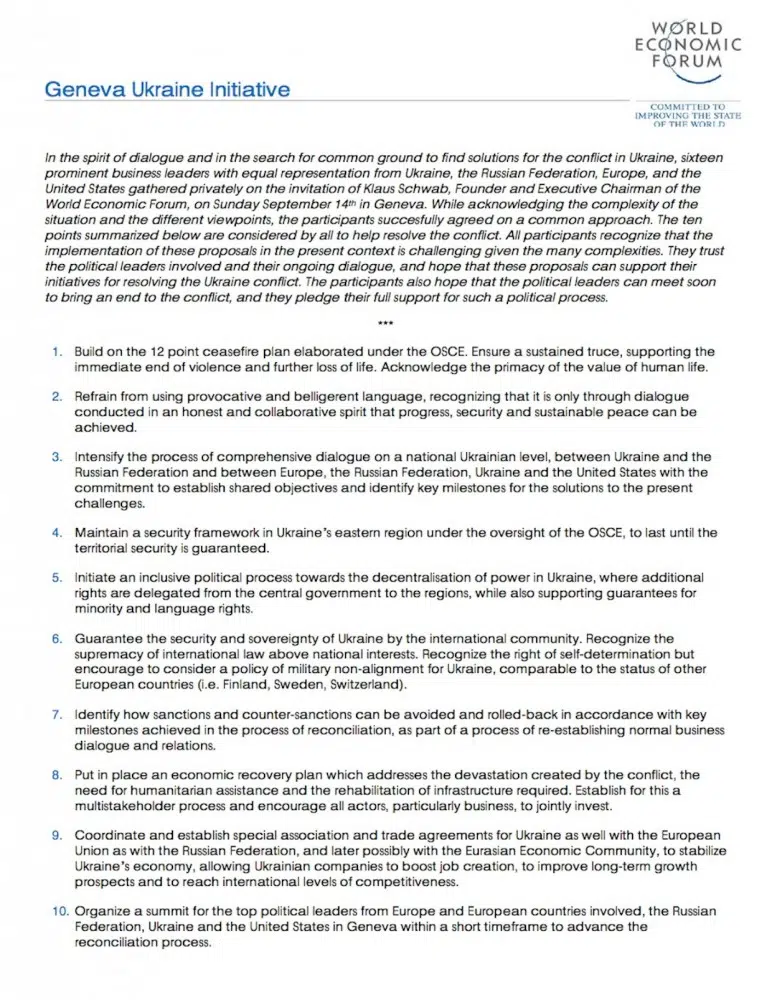 WORLD
ECONOMIC
FORUM
Geneva Ukraine Initiative
COMMITTED TO
IMPROVING THE STATE
OF THE WORLD
In the spirit of dialogue and in the search for common ground to find solutions for the conflict in Ukraine, sixteen
prominent business leaders with equal representation from Ukraine, the Russian Federation, Europe, and the
United States gathered privately on the invitation of Klaus Schwab, Founder and Executive Chairman of the
World Economic Forum, on Sunday September 14th in Geneva. While acknowledging the complexity of the
situation and the different viewpoints, the participants succesfully agreed on a common approach. The ten
points summarized below are considered by all to help resolve the conflict. All participants recognize that the
implementation of these proposals in the present context is challenging given the many complexities. They trust
the political leaders involved and their ongoing dialogue, and hope that these proposals can support their
initiatives for resolving the Ukraine conflict. The participants also hope that the political leaders can meet soon
to bring an end to the conflict, and they pledge their full support for such a political process.
***
1. Build on the 12 point ceasefire plan elaborated under the OSCE. Ensure a sustained truce, supporting the
immediate end of violence and further loss of life. Acknowledge the primacy of the value of human life.
2. Refrain from using provocative and belligerent language, recognizing that it is only through dialogue
conducted in an honest and collaborative spirit that progress, security and sustainable peace can be
achieved.
3. Intensify the process of comprehensive dialogue on a national Ukrainian level, between Ukraine and the
Russian Federation and between Europe, the Russian Federation, Ukraine and the United States with the
commitment to establish shared objectives and identify key milestones for the solutions to the present
challenges.
4. Maintain a security framework in Ukraine's eastern region under the oversight of the OSCE, to last until the
territorial security is guaranteed.
5. Initiate an inclusive political process towards the decentralisation of power in Ukraine, where additional
rights are delegated from the central government to the regions, while also supporting guarantees for
minority and language rights.
6. Guarantee the security and sovereignty of Ukraine by the international community. Recognize the
supremacy of international law above national interests. Recognize the right of self-determination but
encourage to consider a policy of military non-alignment for Ukraine, comparable to the status of other
European countries (i.e. Finland, Sweden, Switzerland).
7. Identify how sanctions and counter-sanctions can be avoided and rolled-back in accordance with key
milestones achieved in the process of reconciliation, as part of a process of re-establishing normal business
dialogue and relations.
8. Put in place an economic recovery plan which addresses the devastation created by the conflict, the
need for humanitarian assistance and the rehabilitation of infrastructure required. Establish for this a
multistakeholder process and encourage all actors, particularly business, to jointly invest.
9. Coordinate and establish special association and trade agreements for Ukraine as well with the European
Union as with the Russian Federation, and later possibly with the Eurasian Economic Community, to stabilize
Ukraine's economy, allowing Ukrainian companies to boost job creation, to improve long-term growth
prospects and to reach international levels of competitiveness.
10. Organize a summit for the top political leaders from Europe and European countries involved, the Russian
Federation, Ukraine and the United States in Geneva within a short timeframe to advance the
reconciliation process.